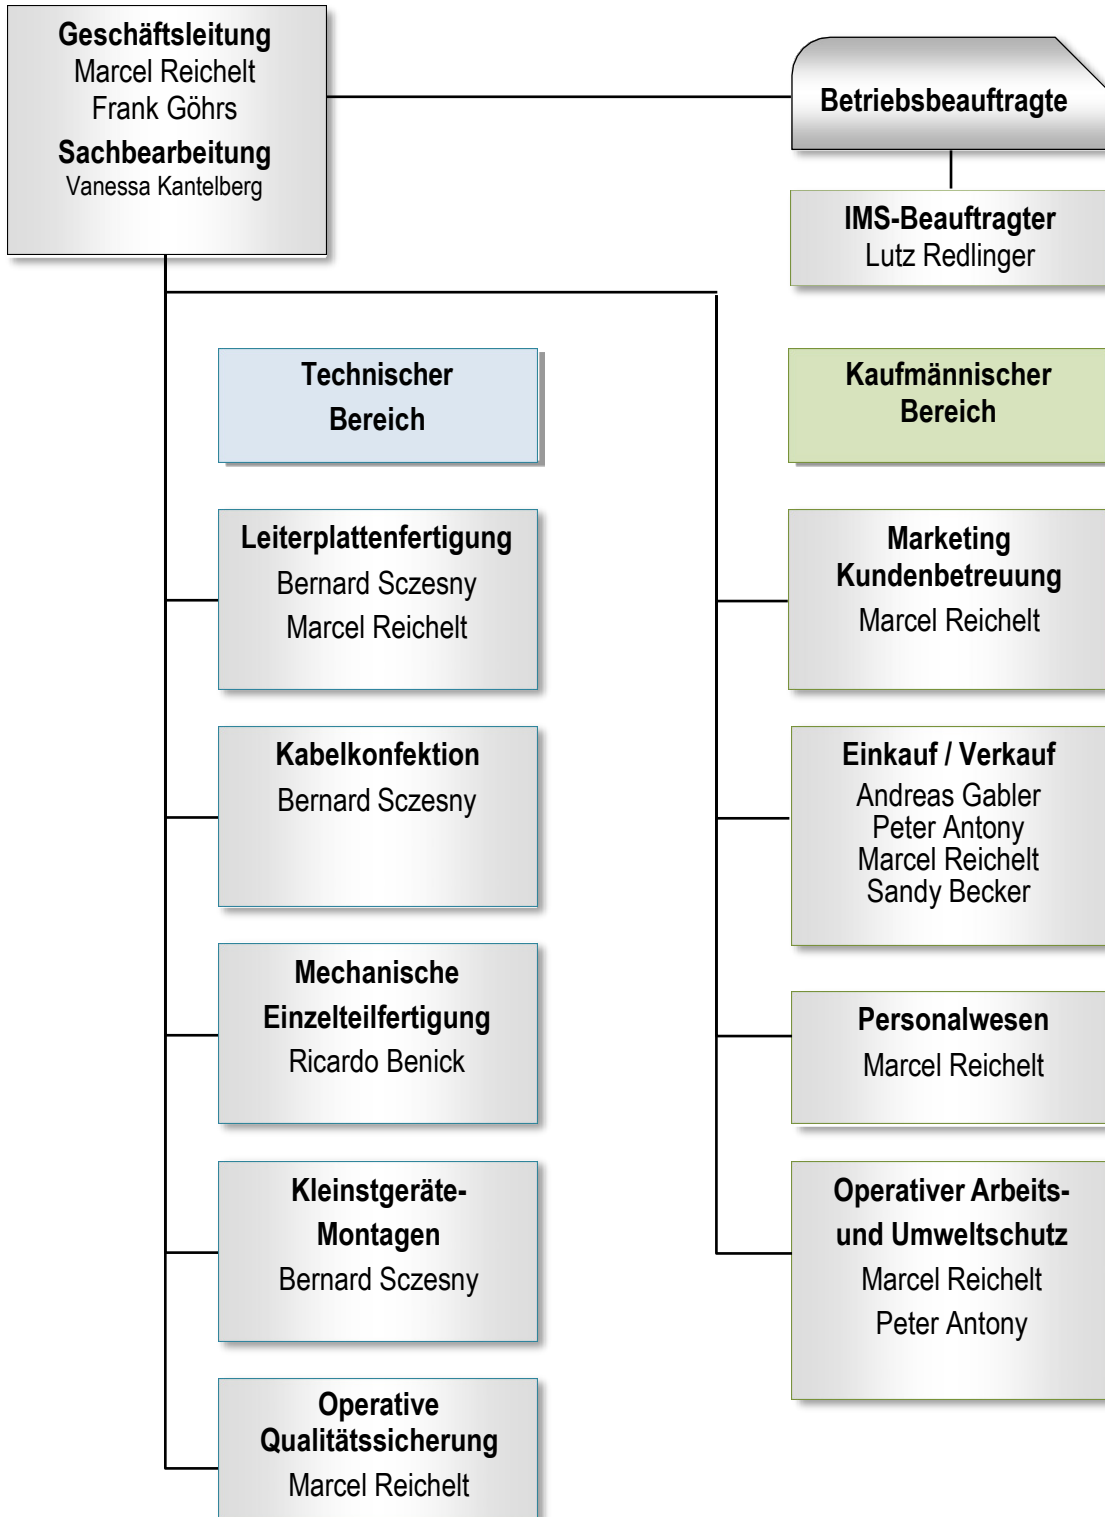 Geschäftsleitung
Marcel Reichelt
Frank Göhrs
Sachbearbeitung
Vanessa Kantelberg
Betriebsbeauftragte
IMS-Beauftragter
Lutz Redlinger
Technischer
Bereich
Leiterplattenfertigung
Bernard Sczesny
Marcel Reichelt
Kabelkonfektion
Bernard Sczesny
Mechanische
Einzelteilfertigung
Ricardo Benick
Kleinstgeräte-
Montagen
Bernard Sczesny
Operative
Qualitätssicherung
Marcel Reichelt
Kaufmännischer
Bereich
Marketing
Kundenbetreuung
Marcel Reichelt
Einkauf / Verkauf
Andreas Gabler
Peter Antony
Marcel Reichelt
Sandy Becker
Personalwesen
Marcel Reichelt
Operativer Arbeits-
und Umweltschutz
Marcel Reichelt
Peter Antony